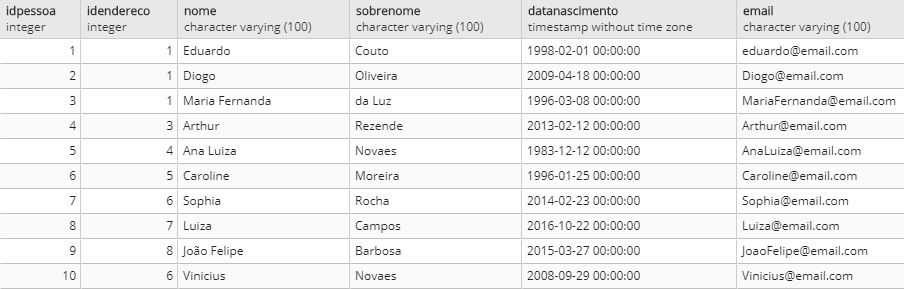 idpessoa idendereco nome sobrenome datanascimento email
integer integer character varying (100) character varying (100) timestamp without time zone character varying (100)
1 1 Eduardo Couto 1998-02-01 00:00:00 eduardo@email.com
2 1 Diogo Oliveira 2009-04-18 00:00:00 Diogo@email.com
3 1 Maria Fernanda da Luz 1996-03-08 00:00:00 MariaFernanda@email.com
4 3 Arthur Rezende 2013-02-12 00:00:00 Arthur@email.com
5 4 Ana Luiza Novaes 1983-12-12 00:00:00 AnaLuiza@email.com
6 5 Caroline Moreira 1996-01-25 00:00:00 Caroline@email.com
7 6 Sophia Rocha 2014-02-23 00:00:00 Sophia@email.com
8 7 Luiza Campos 2016-10-22 00:00:00 Luiza@email.com
9 8 João Felipe Barbosa 2015-03-27 00:00:00 JoaoFelipe@email.com
10 6 Vinicius Novaes 2008-09-29 00:00:00 Vinicius@email.com